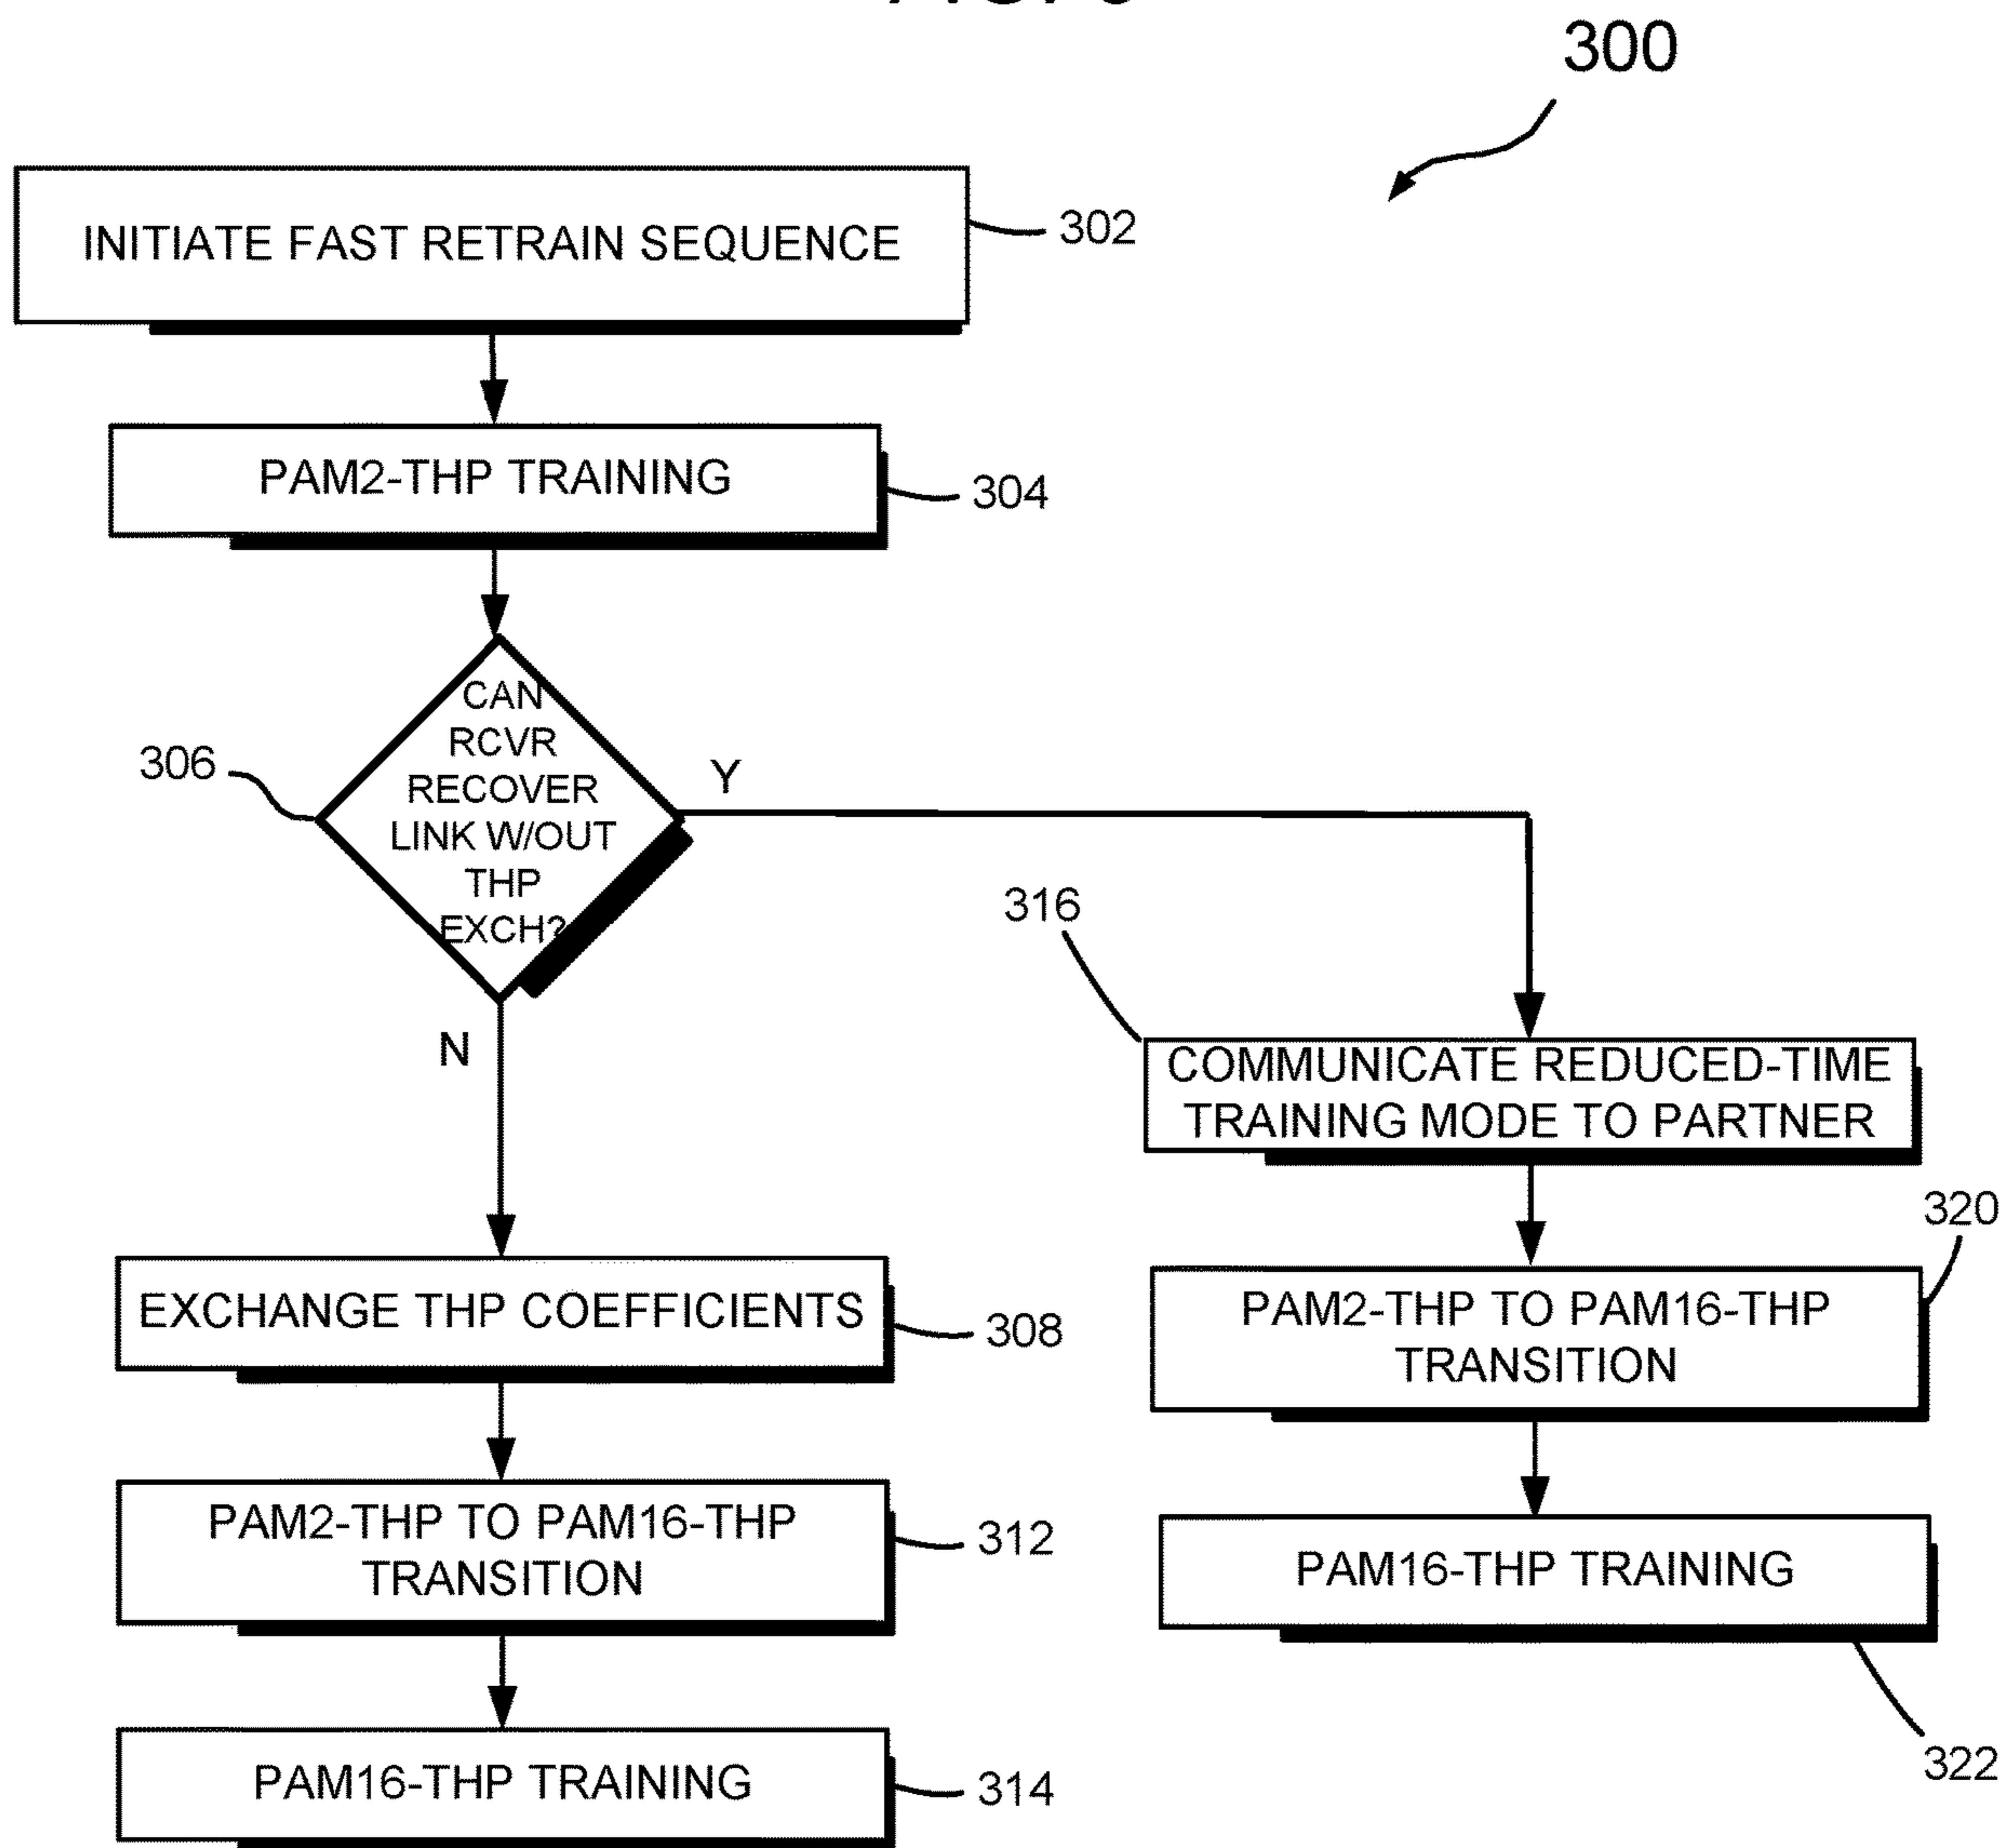 300
INITIATE FAST RETRAIN SEQUENCE
302
PAM2-THP TRAINING
304
CAN
RCVR
RECOVER
LINK W/OUT
THP
EXCH?
306
Y
N
316
COMMUNICATE REDUCED-TIME
TRAINING MODE TO PARTNER
320
EXCHANGE THP COEFFICIENTS
308
PAM2-THP TO PAM16-THP
TRANSITION
PAM2-THP TO PAM16-THP
TRANSITION
312
PAM16-THP TRAINING
322
PAM16-THP TRAINING
314